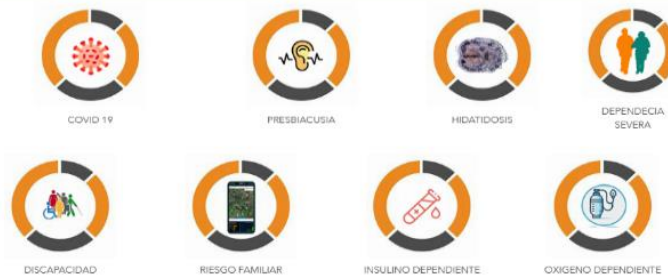 COVID 19
PRESBIACUSIA
HIDATIDOSIS
DEPENDECIA
SEVERA
DISCAPACIDAD
RIESGO FAMILIAR
INSULINO DEPENDIENTE
OXIGENO DEPENDIENTE